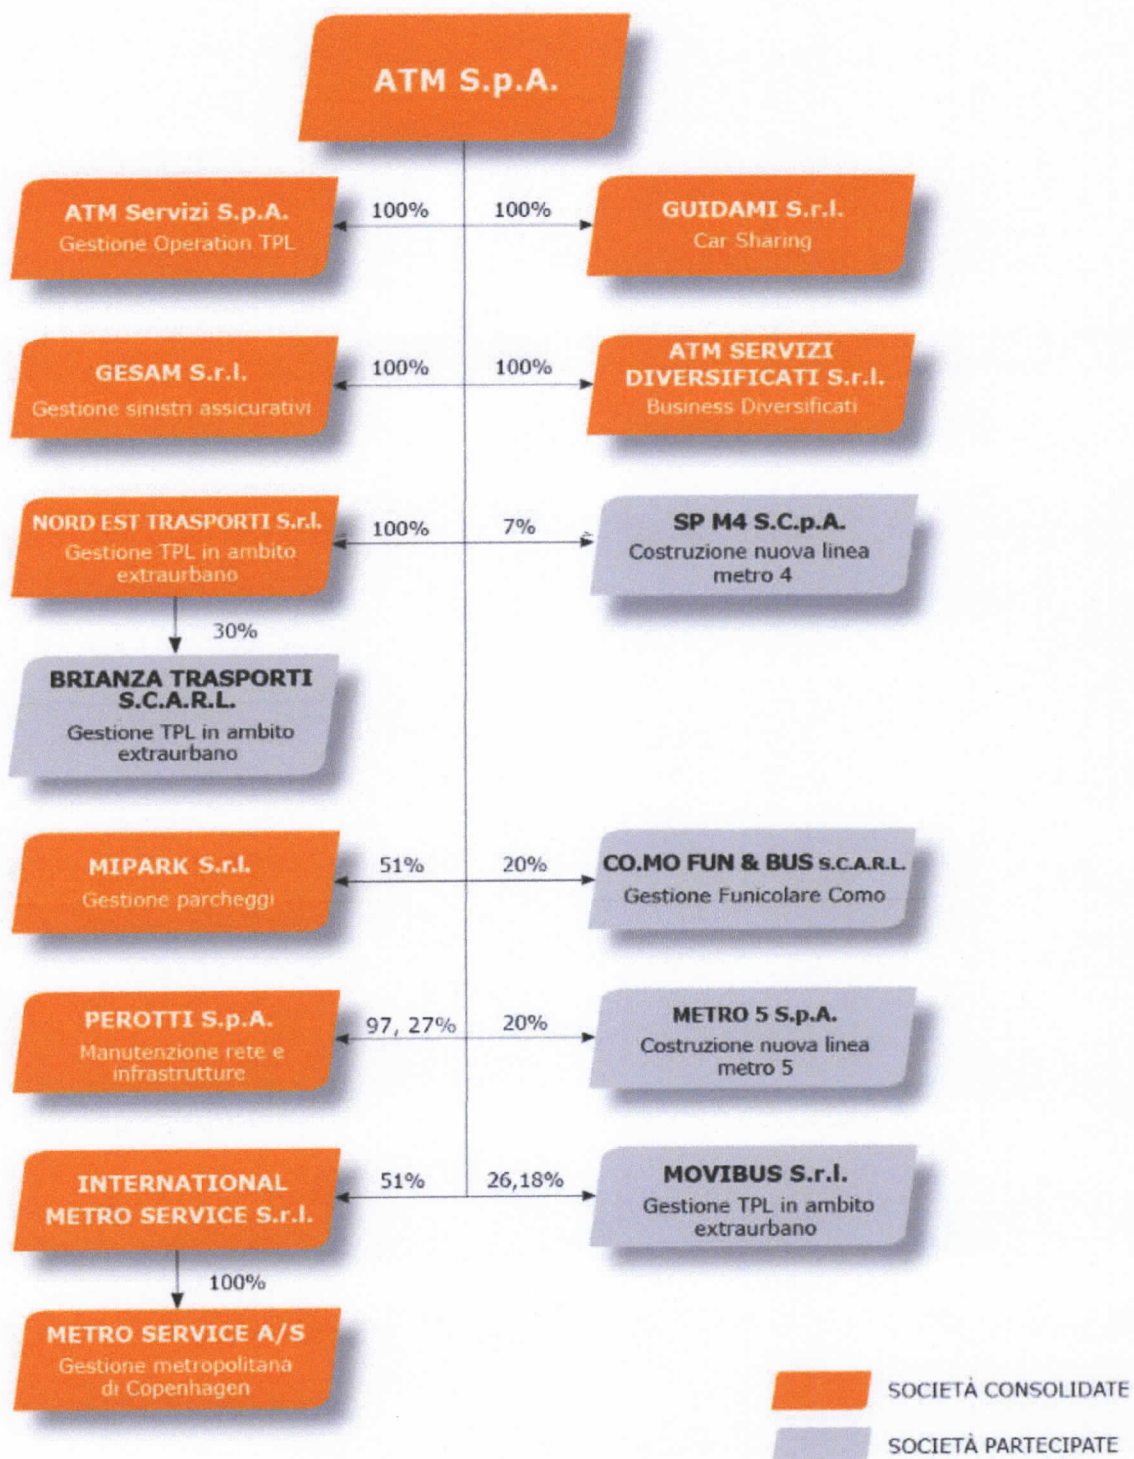 ATM S.p.A.
ATM Servizi S.p.A.
Gestione Operation TPL
100%
100%
GUIDAMI S.r.l.
Car Sharing
GESAM S.r.l.
Gestione sinistri assicurativi
100%
100%
ATM SERVIZI
DIVERSIFICATI S.r.l.
Business Diversificati
NORD EST TRASPORTI S.r.l.
Gestione TPL in ambito
extraurbano
100%
7%
SP M4 S.C.p.A.
Costruzione nuova linea
metro 4
30%
BRIANZA TRASPORTI
S.C.A.R.L.
Gestione TPL in ambito
extraurbano
MIPARK S.r.l.
Gestione parcheggi
51%
20%
CO.MO FUN & BUS S.C.A.R.L.
Gestione Funicolare Como
PEROTTI S.p.A.
Manutenzione rete e
infrastrutture
97, 27%
20%
METRO 5 S.p.A.
Costruzione nuova linea
metro 5
INTERNATIONAL
METRO SERVICE S.r.l.
51%
26,18%
MOVIBUS S.r.l.
Gestione TPL in ambito
extraurbano
100%
METRO SERVICE A/S
Gestione metropolitana
di Copenhagen
SOCIETÀ CONSOLIDATE
SOCIETÀ PARTECIPATE